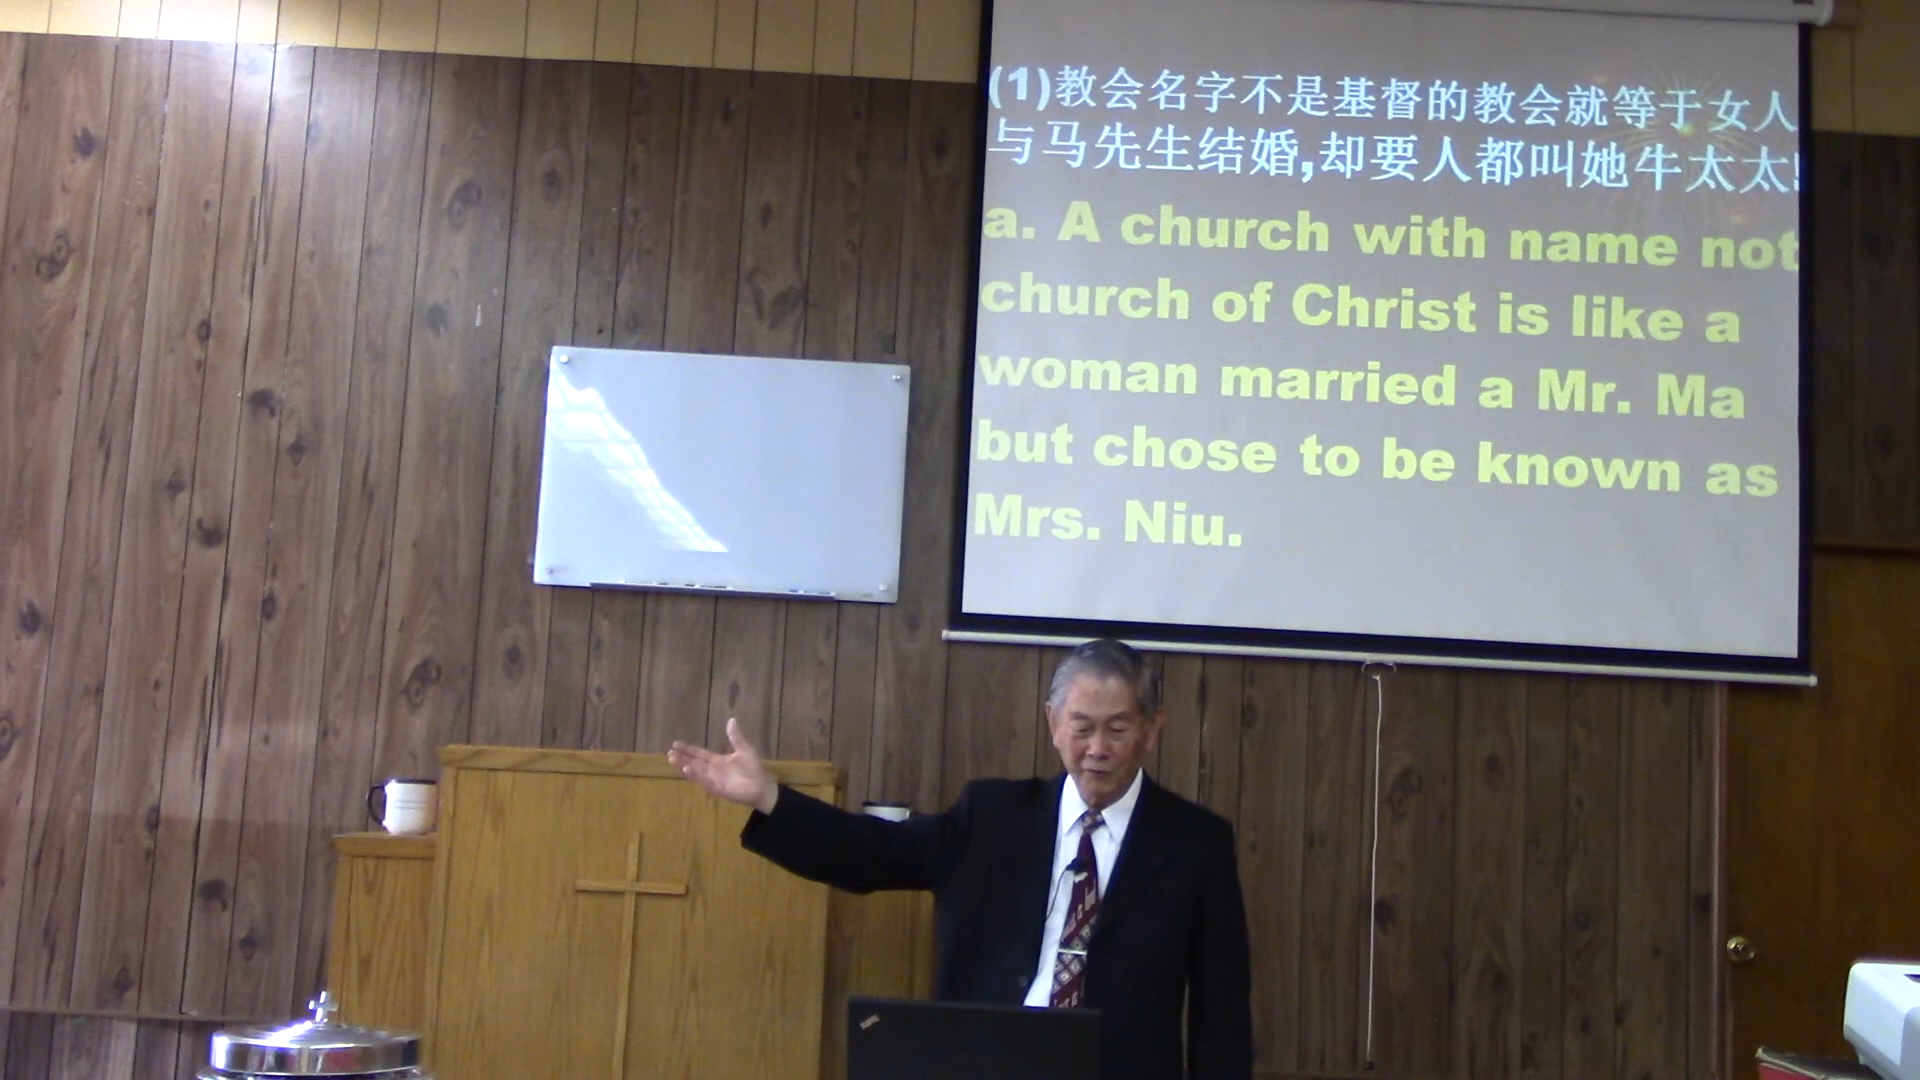 (1)教会名字不是基督的教会就等于女人
与马先生结婚,却要人都叫她牛太太!
a. A church with name not
church of Christ is like a
woman married a Mr. Ma
but chose to be known as
Mrs. Niu.